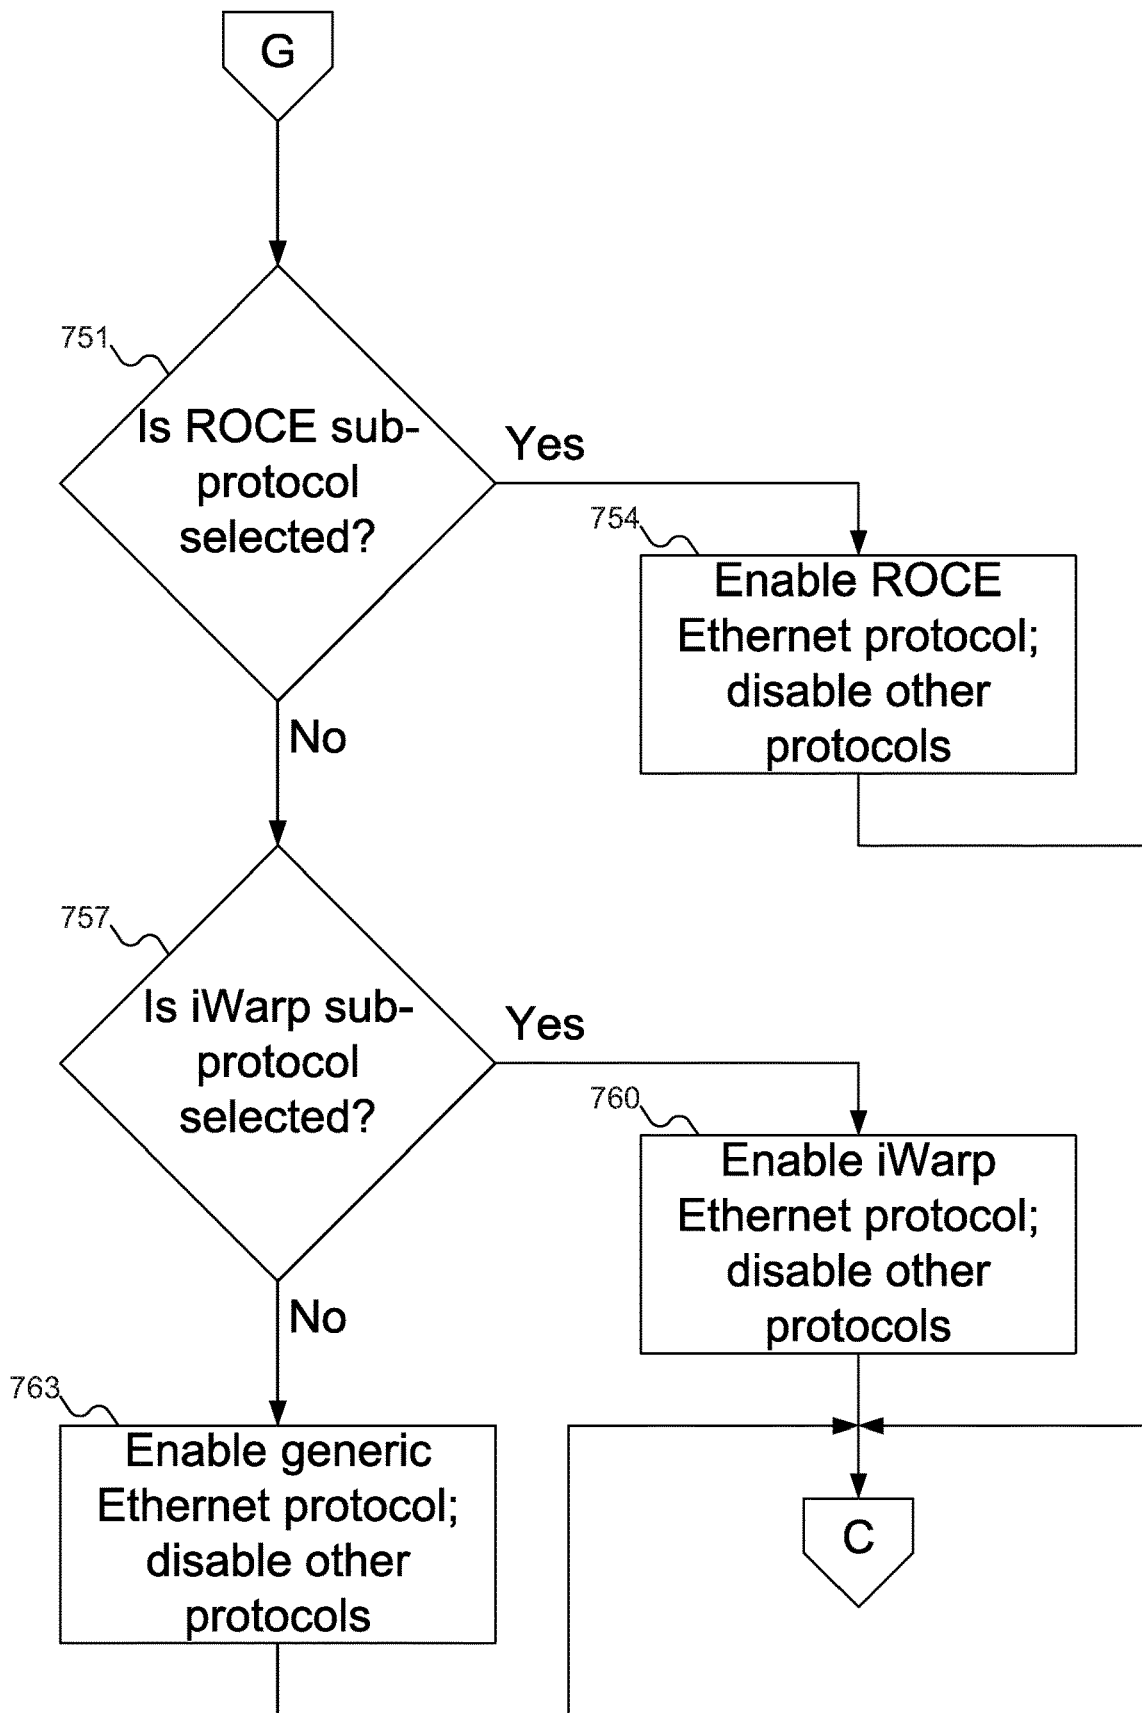 G
751
Is ROCE sub-
protocol
selected?
Yes
754
Enable ROCE
Ethernet protocol;
disable other
protocols
No
757
Is iWarp sub-
protocol
selected?
Yes
760
Enable iWarp
Ethernet protocol;
disable other
protocols
No
763
Enable generic
Ethernet protocol;
disable other
protocols
C